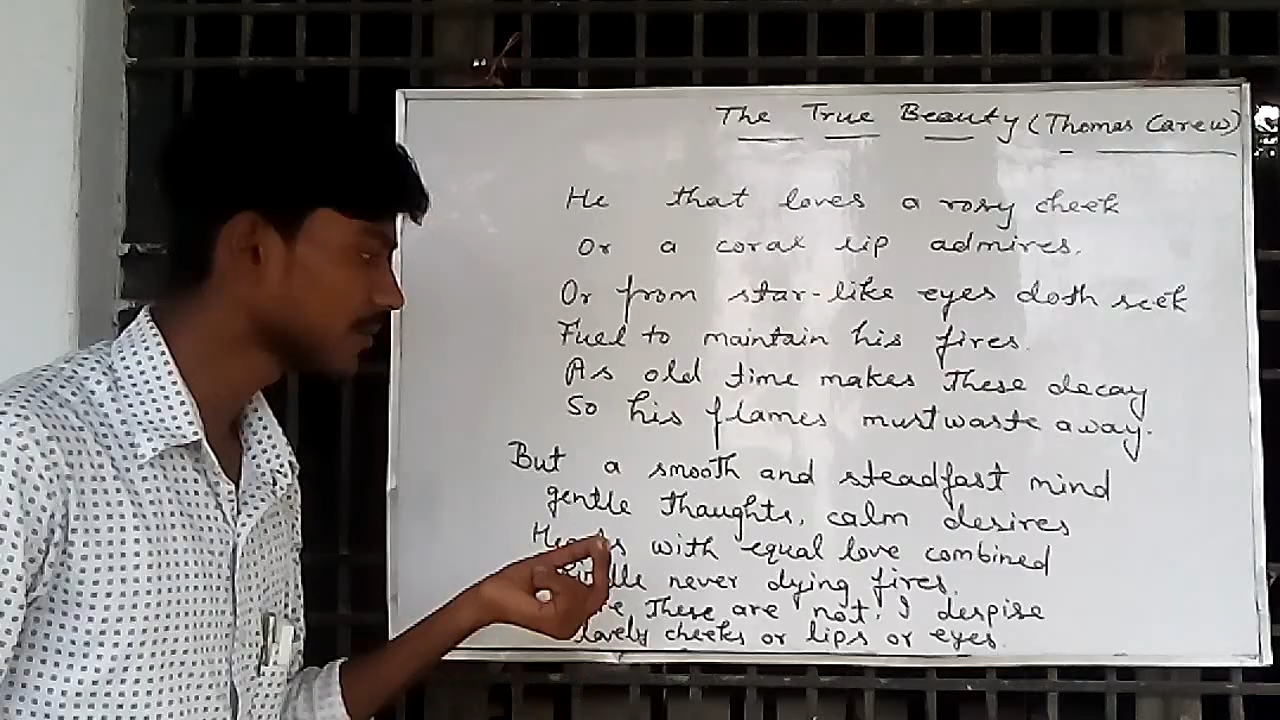 The True Beauty (Thomas Carew)
He that loves a rosy cheek
Or a coral lip admires,
Or from star-like eyes doth seek
Fuel to maintain his fires.
As old time makes these decay
So his flames must waste away.
But a smooth and steadfast mind
gentle thaughts, calm desires
with equal love combined
never dying fires.
These are not, I despise
lovely cheeks or lips or eyes.